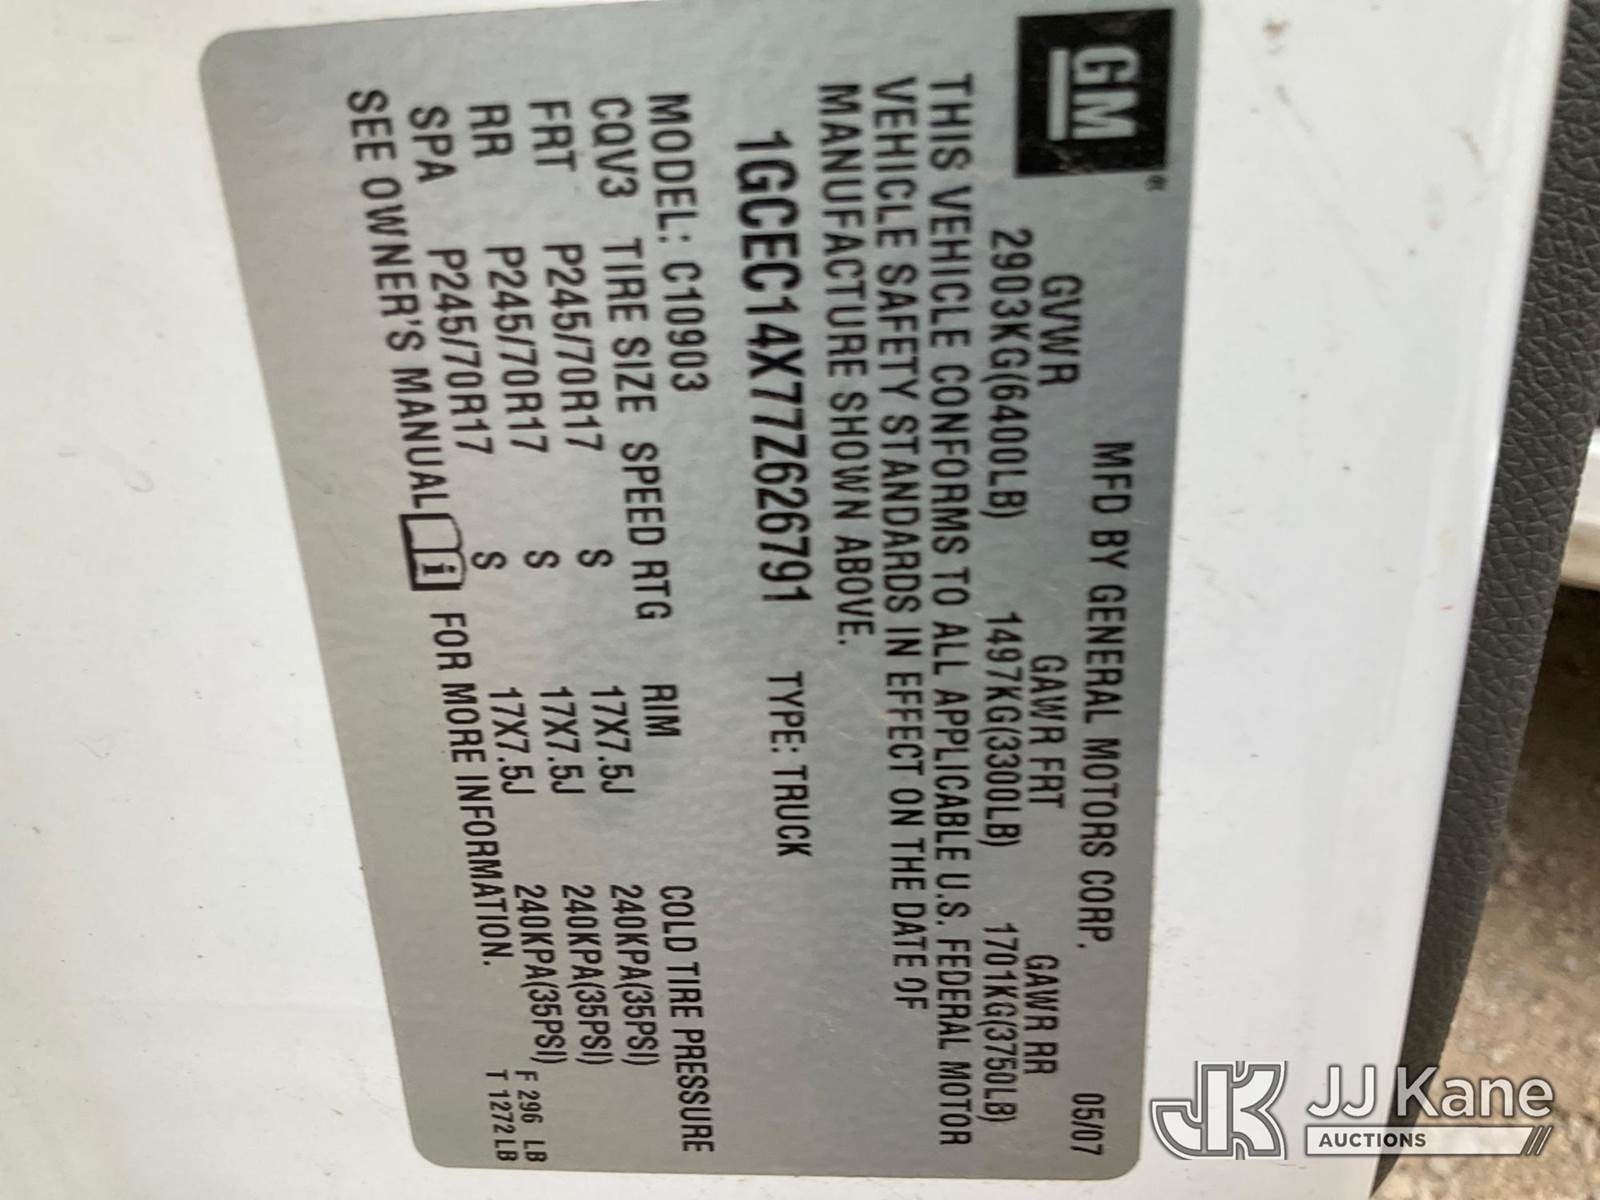 GM®
MFD BY GENERAL MOTORS CORP. 05/07
GVWR GAWR FRT GAWR RR
2903KG(6400LB) 1497KG(3300LB) 1701KG(3750LB)
THIS VEHICLE CONFORMS TO ALL APPLICABLE U.S. FEDERAL MOTOR
VEHICLE SAFETY STANDARDS IN EFFECT ON THE DATE OF
MANUFACTURE SHOWN ABOVE.
1GCEC14X77Z626791 TYPE: TRUCK
MODEL: C10903
CQV3 TIRE SIZE SPEED RTG RIM COLD TIRE PRESSURE
FRT P245/70R17 S 17X7.5J 240KPA(35PSI)
RR P245/70R17 S 17X7.5J 240KPA(35PSI)
SPA P245/70R17 S 17X7.5J 240KPA(35PSI)
SEE OWNER'S MANUAL i FOR MORE INFORMATION.
F 296 LB
T 1272LB
JK JJ Kane
AUCTIONS